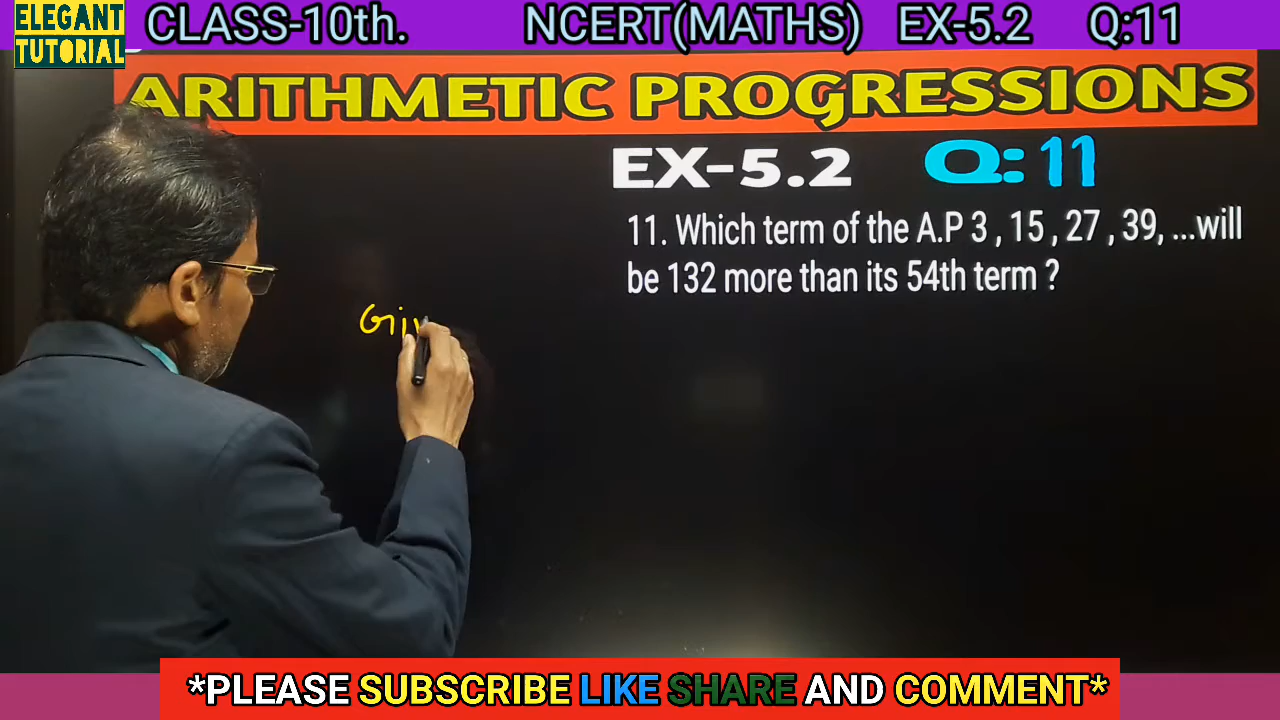 ELEGANT
TUTORIAL
CLASS-10th. NCERT(MATHS) EX-5.2 Q:11
ARITHMETIC PROGRESSIONS
EX-5.2 Q:11
11. Which term of the A.P 3 , 15 , 27 , 39, ...will
be 132 more than its 54th term ?
Giv
*PLEASE SUBSCRIBE LIKE SHARE AND COMMENT*